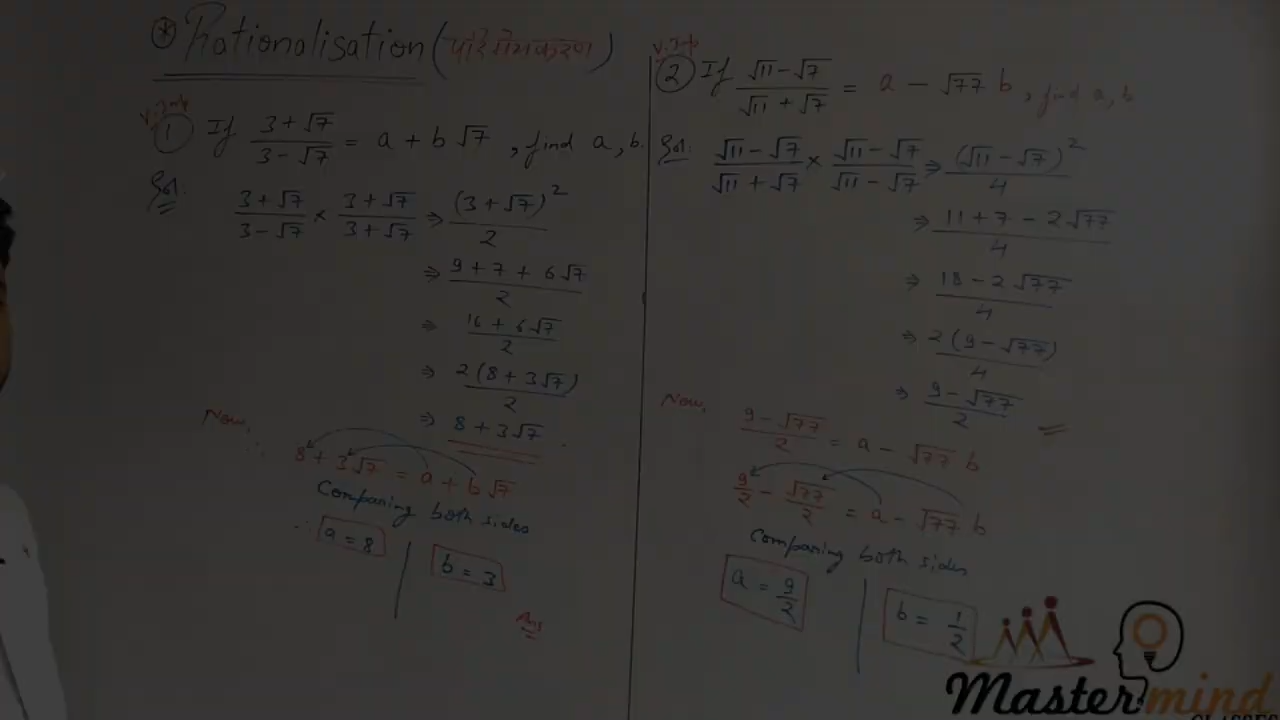 * Rationalisation (परिमेयकरण)
V.Imp
① If (3+√7)/(3-√7) = a + b√7, find a, b.
Sol.
(3+√7)/(3-√7) × (3+√7)/(3+√7) ⇒ (3+√7)²/2
⇒ (9+7+6√7)/2
⇒ (16+6√7)/2
⇒ 2(8+3√7)/2
⇒ 8+3√7.
Now,
∵ 8+3√7 = a+b√7
Comparing both sides
∴ a = 8 | b = 3
Ans
V.Imp
② If (√11-√7)/(√11+√7) = a - √77 b, find a, b
Sol.
(√11-√7)/(√11+√7) × (√11-√7)/(√11-√7) ⇒ (√11-√7)²/4
⇒ (11+7-2√77)/4
⇒ (18-2√77)/4
⇒ 2(9-√77)/4
⇒ (9-√77)/2
Now, (9-√77)/2 = a - √77 b
9/2 - √77/2 = a - √77 b
Comparing both sides
a = 9/2 | b = 1/2
Mastermind